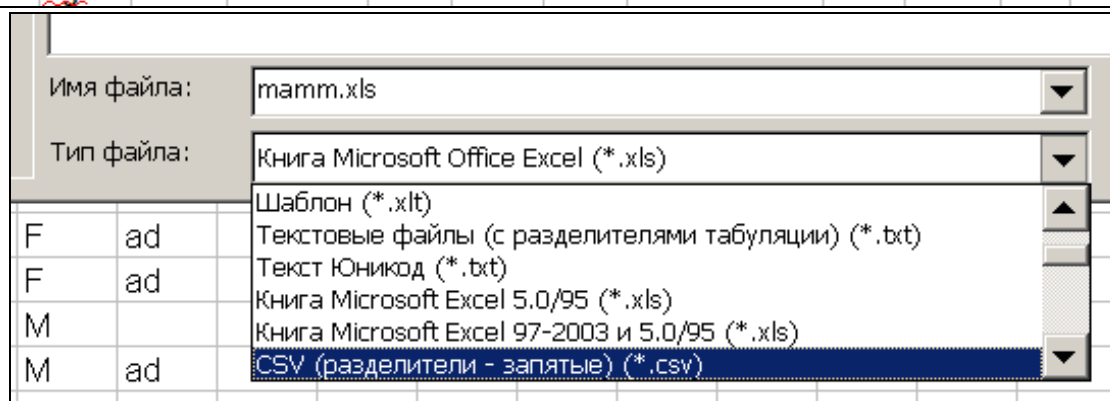 Имя файла: mamm.xls
Тип файла: Книга Microsoft Office Excel (*.xls)
Шаблон (*.xlt)
F ad Текстовые файлы (с разделителями табуляции) (*.txt)
F ad Текст Юникод (*.txt)
Книга Microsoft Excel 5.0/95 (*.xls)
M Книга Microsoft Excel 97-2003 и 5.0/95 (*.xls)
M ad CSV (разделители - запятые) (*.csv)